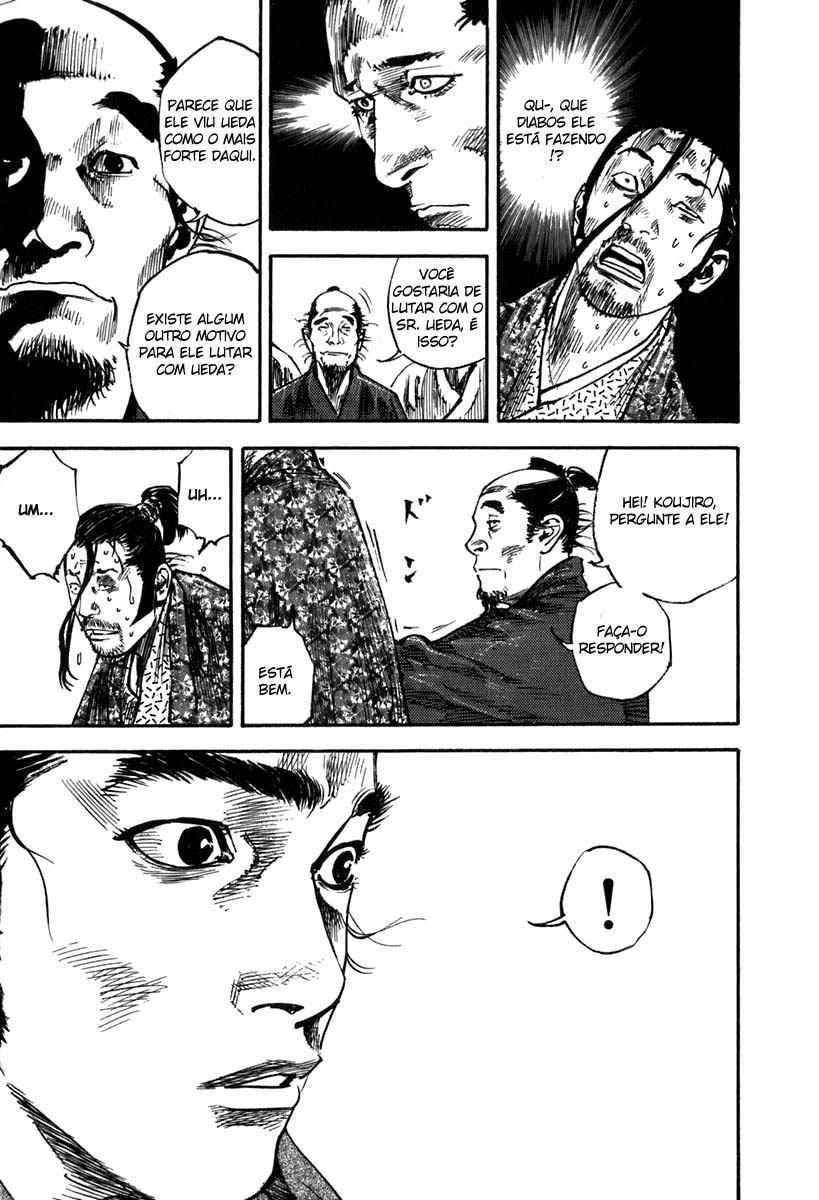 QU-, QUE
DIABOS ELE
ESTÁ FAZENDO
!?
VOCÊ
GOSTARIA DE
LUTAR COM O
SR. UEDA, É
ISSO?
PARECE QUE
ELE VIU UEDA
COMO O MAIS
FORTE DAQUI.
EXISTE ALGUM
OUTRO MOTIVO
PARA ELE LUTAR
COM UEDA?
HEI! KOUJIRO,
PERGUNTE A ELE!
FAÇA-O
RESPONDER!
ドン
ESTÁ
BEM.
UH...
UM...
!